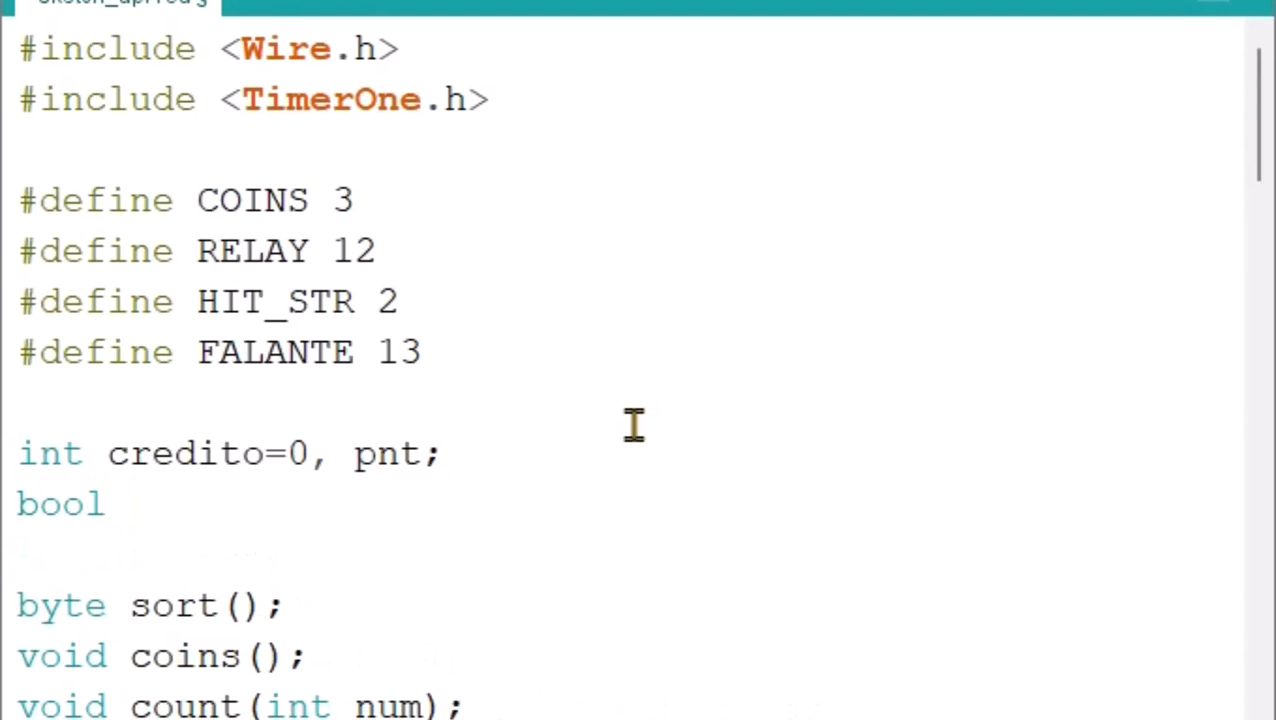 #include <Wire.h>
#include <TimerOne.h>
#define COINS 3
#define RELAY 12
#define HIT_STR 2
#define FALANTE 13
int credito=0, pnt;
bool
byte sort();
void coins();
void count(int num);